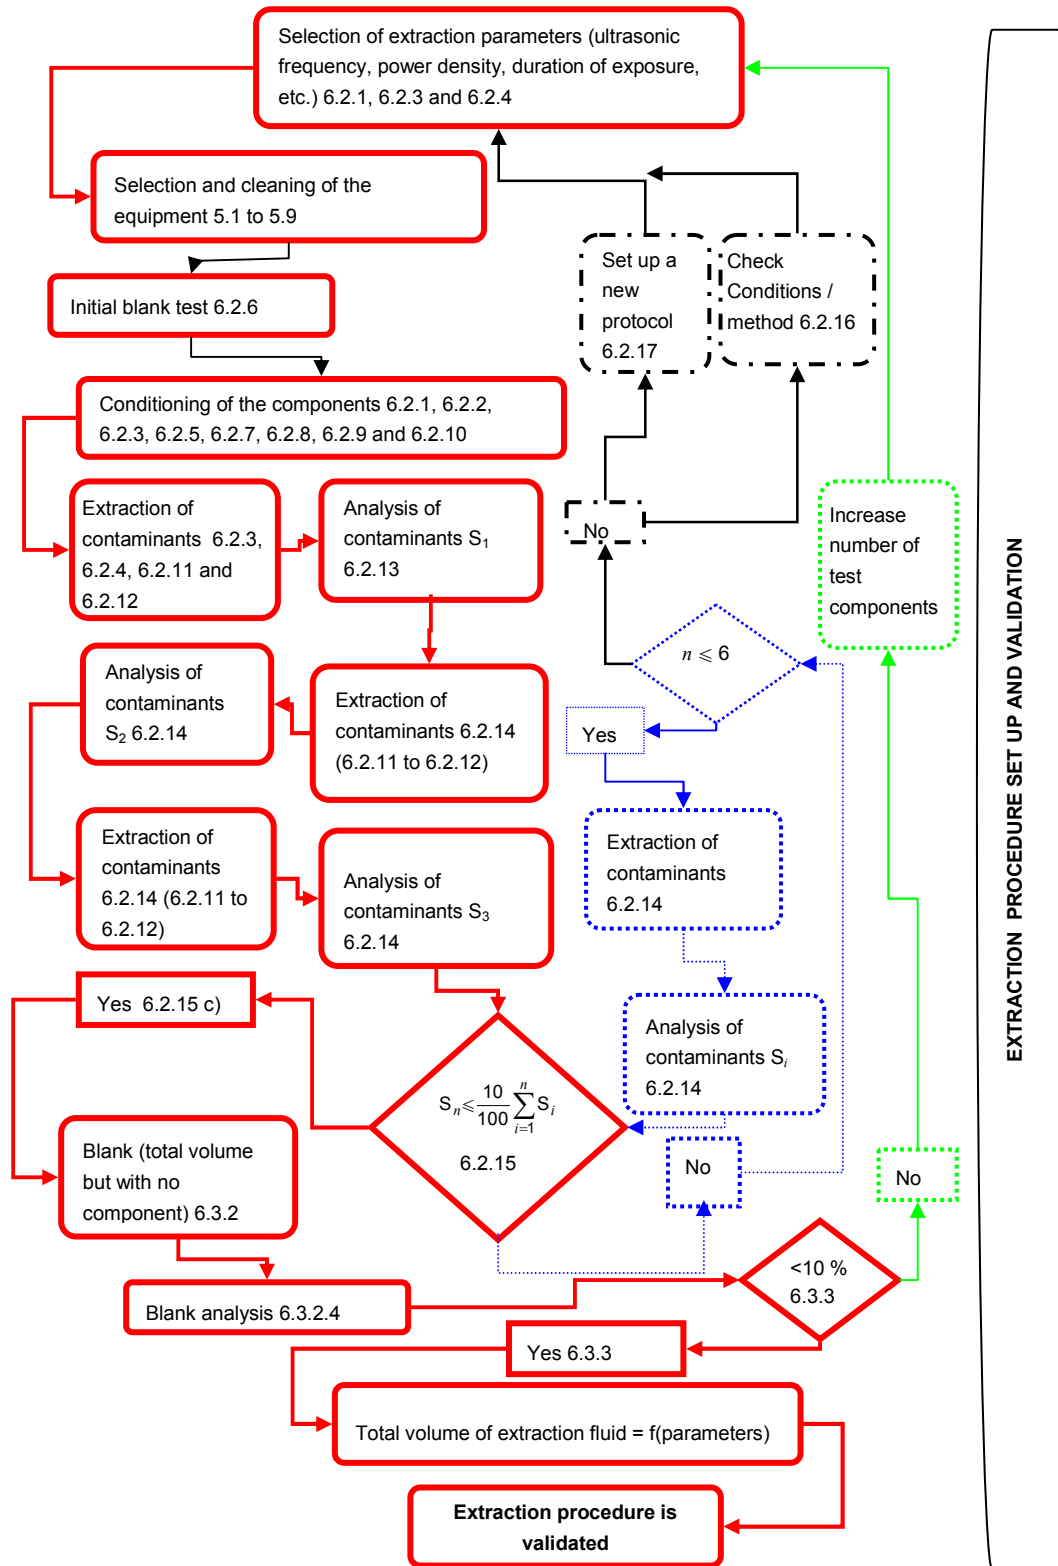 Selection of extraction parameters (ultrasonic
frequency, power density, duration of exposure,
etc.) 6.2.1, 6.2.3 and 6.2.4
Selection and cleaning of the
equipment 5.1 to 5.9
Initial blank test 6.2.6
Conditioning of the components 6.2.1, 6.2.2,
6.2.3, 6.2.5, 6.2.7, 6.2.8, 6.2.9 and 6.2.10
Extraction of
contaminants 6.2.3,
6.2.4, 6.2.11 and
6.2.12
Analysis of
contaminants S1
6.2.13
Extraction of
contaminants 6.2.14
(6.2.11 to 6.2.12)
Analysis of
contaminants
S2 6.2.14
Extraction of
contaminants
6.2.14 (6.2.11 to
6.2.12)
Analysis of
contaminants S3
6.2.14
Sn ≤ 10/100 ∑ i=1 n Si
6.2.15
Yes 6.2.15 c)
Blank (total volume
but with no
component) 6.3.2
Blank analysis 6.3.2.4
<10 %
6.3.3
Yes 6.3.3
Total volume of extraction fluid = f(parameters)
Extraction procedure is
validated
No
n ≤ 6
Yes
Extraction of
contaminants
6.2.14
Analysis of
contaminants Si
6.2.14
No
Set up a
new
protocol
6.2.17
Check
Conditions /
method 6.2.16
No
Increase
number of
test
components
EXTRACTION PROCEDURE SET UP AND VALIDATION